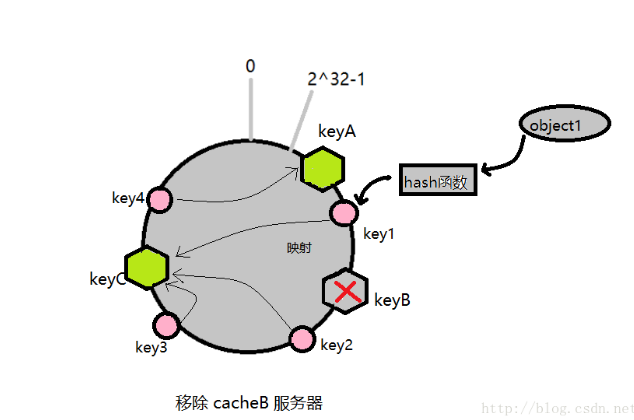 0
2^32-1
keyA
object1
hash函数
key4
key1
映射
keyC
keyB
key3
key2
移除 cacheB 服务器
http://blog.csdn.net